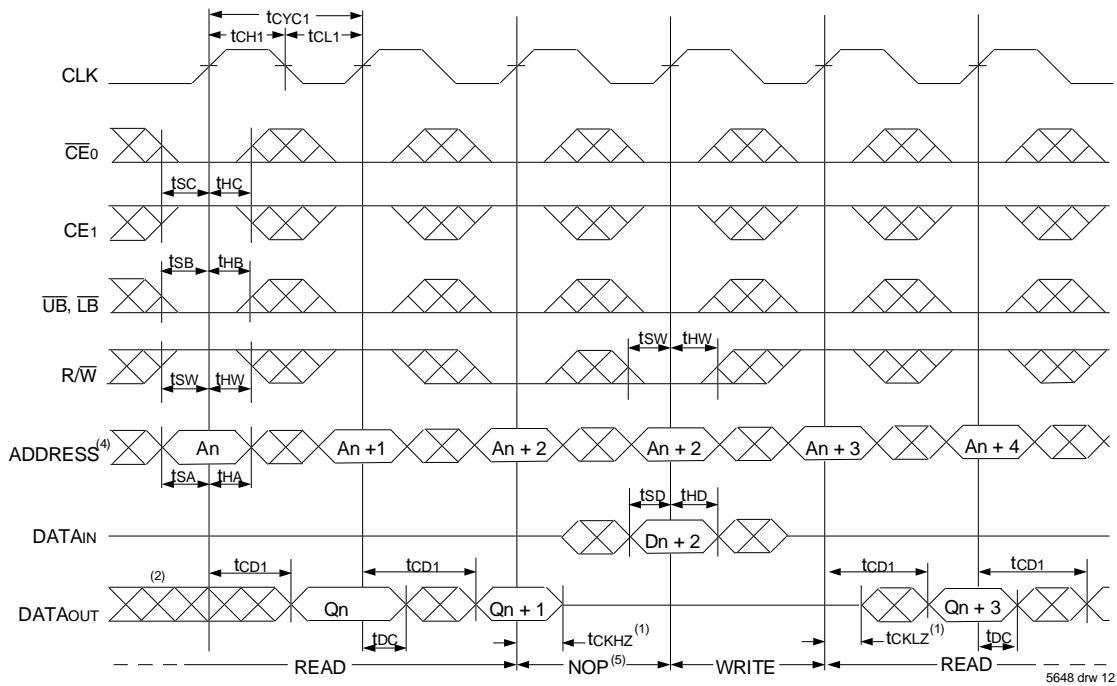 tCYC1
tCH1 tCL1
CLK
CE0
tSC tHC
CE1
tSB tHB
UB, LB
tSW tHW
R/W
tSW tHW
ADDRESS(4) An An +1 An + 2 An + 2 An + 3 An + 4
tSA tHA
tSD tHD
DATAIN Dn + 2
(2) tCD1 tCD1 tCD1 tCD1
DATAOUT Qn Qn + 1 Qn + 3
tDC tCKHZ(1) tCKLZ(1) tDC
READ NOP(5) WRITE READ
5648 drw 12